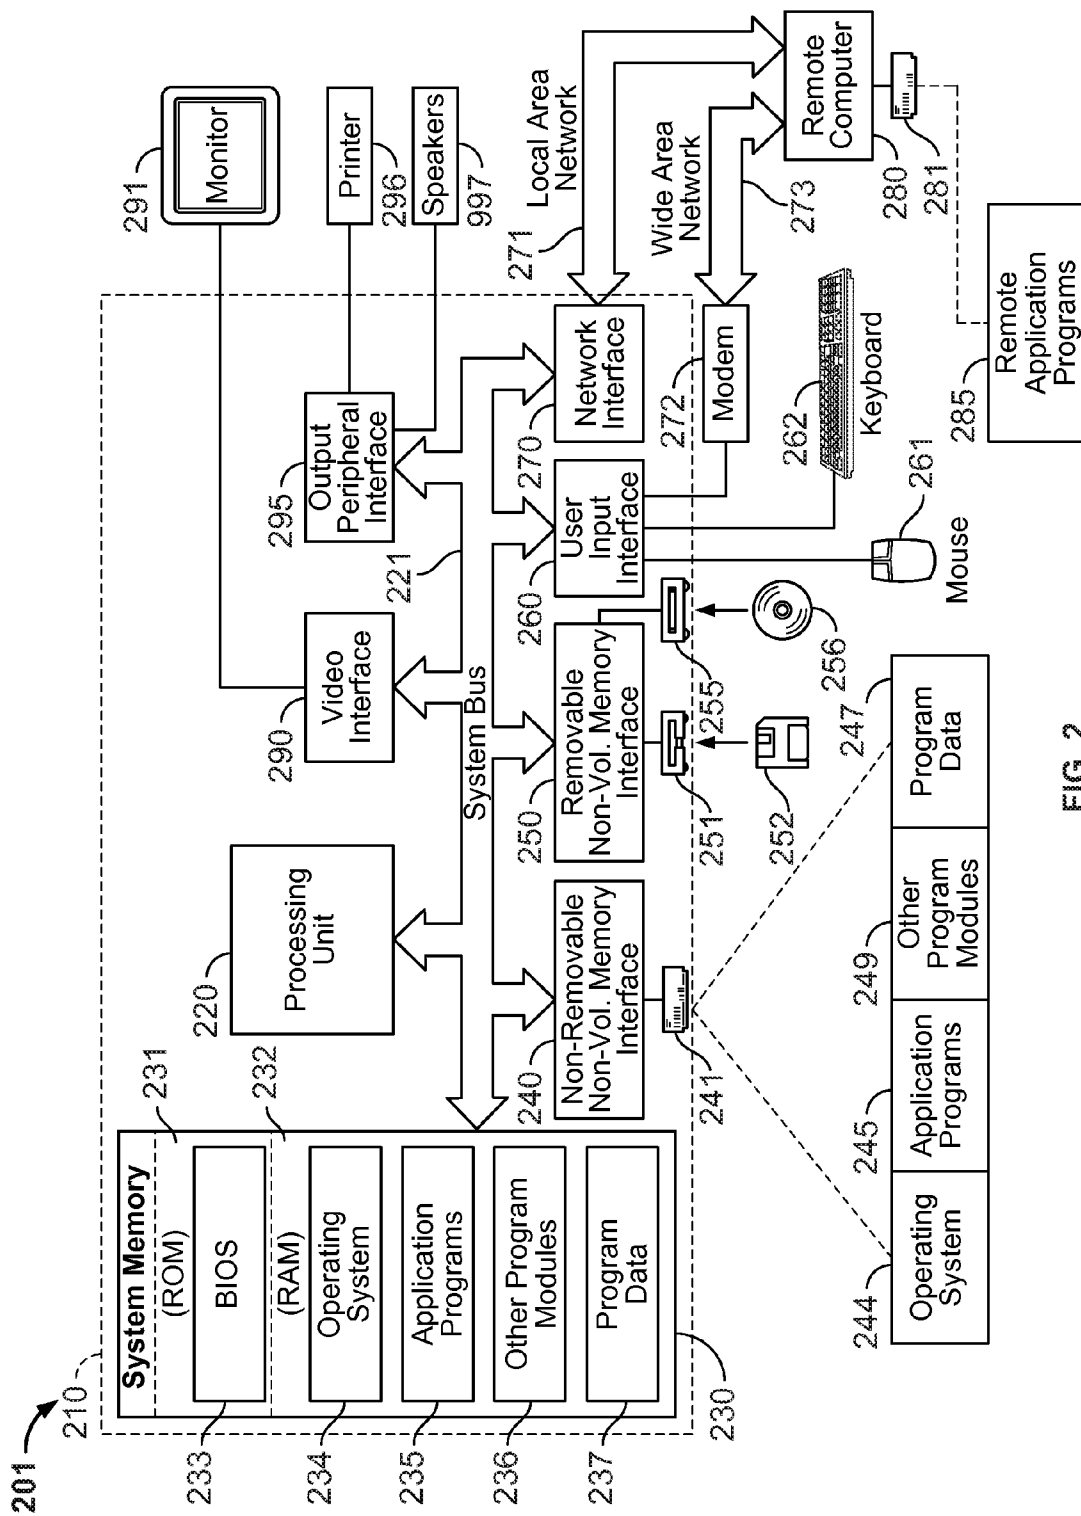 201
210
System Memory
(ROM)
231
BIOS
233
(RAM)
232
Operating
System
234
Application
Programs
235
Other Program
Modules
236
Program
Data
237
230
220
Processing
Unit
290
Video
Interface
295
Output
Peripheral
Interface
221
System Bus
291
Monitor
Printer
296
Speakers
997
240
Non-Removable
Non-Vol. Memory
Interface
250
Removable
Non-Vol. Memory
Interface
260
User
Input
Interface
270
Network
Interface
271
Local Area
Network
Wide Area
Network
273
272
Modem
Remote
Computer
280
281
241
251
255
252
256
262
Keyboard
261
Mouse
285
Remote
Application
Programs
244
Operating
System
245
Application
Programs
249
Other
Program
Modules
247
Program
Data
FIG. 2